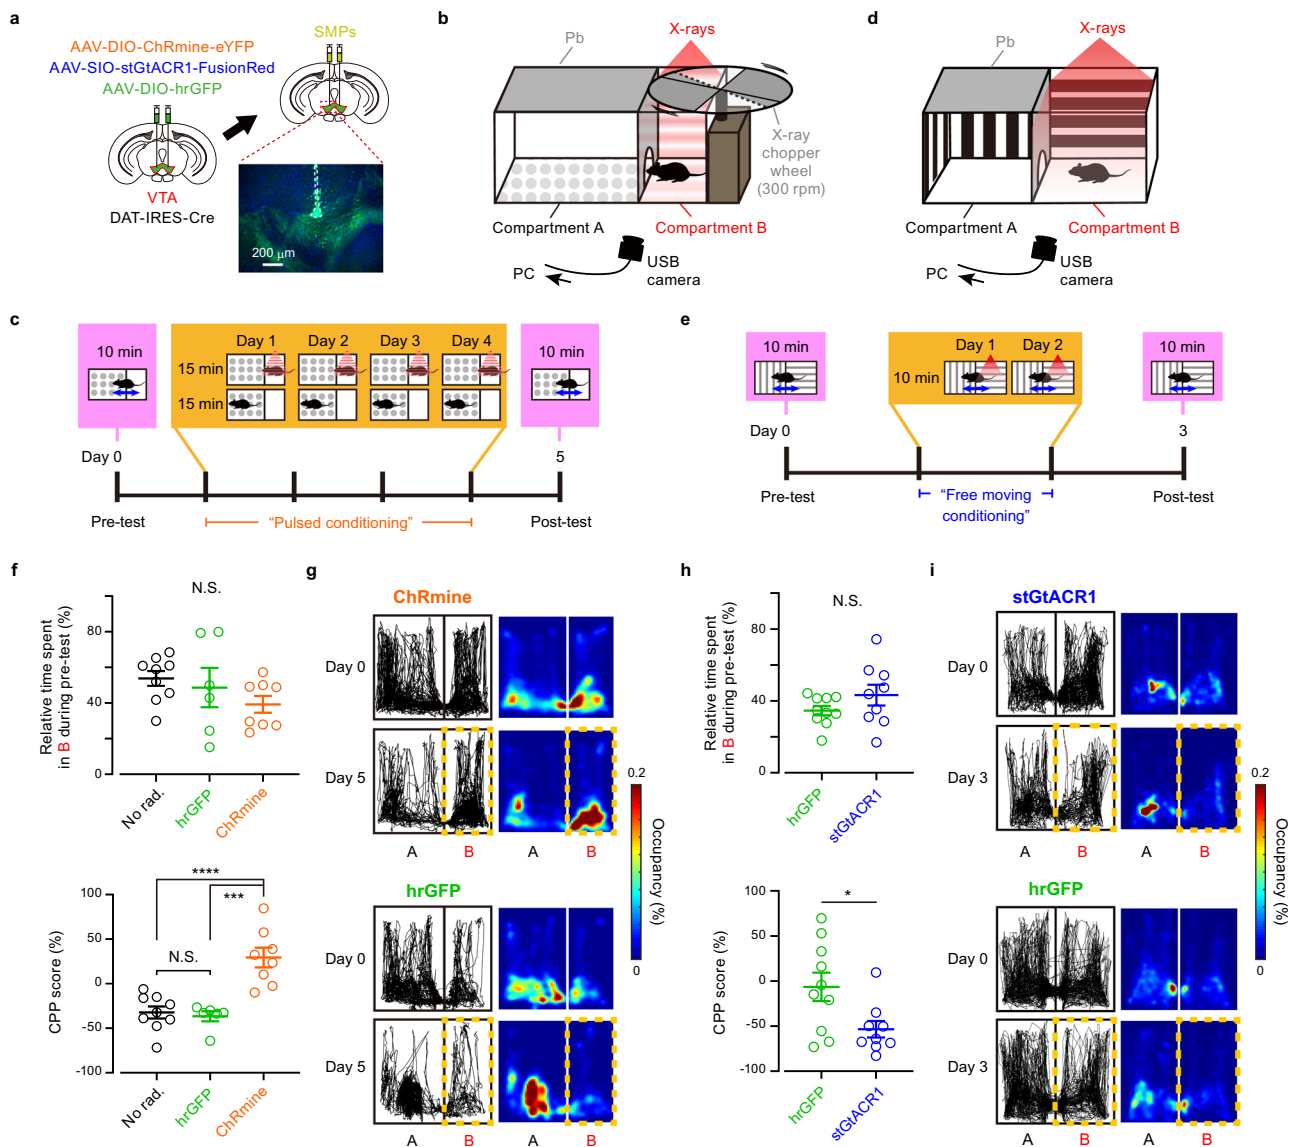 a
AAV-DIO-ChRmine-eYFP
AAV-SIO-stGtACR1-FusionRed
AAV-DIO-hrGFP
SMPs
VTA
DAT-IRES-Cre
200 μm
b
Pb
X-rays
X-ray
chopper
wheel
(300 rpm)
Compartment A
Compartment B
PC
USB
camera
d
Pb
X-rays
Compartment A
Compartment B
PC
USB
camera
c
10 min
Day 1
Day 2
Day 3
Day 4
15 min
15 min
10 min
Day 0
5
Pre-test
“Pulsed conditioning”
Post-test
e
10 min
Day 1
Day 2
10 min
10 min
Day 0
3
Pre-test
“Free moving
conditioning”
Post-test
f
N.S.
Relative time spent
in B during pre-test (%)
80
40
0
No rad.
hrGFP
ChRmine
****
***
N.S.
CPP score (%)
100
50
0
-50
-100
No rad.
hrGFP
ChRmine
g
ChRmine
Day 0
Day 5
A
B
A
B
hrGFP
Day 0
Day 5
A
B
A
B
0.2
Occupancy (%)
0
h
N.S.
Relative time spent
in B during pre-test (%)
80
40
0
hrGFP
stGtACR1
*
CPP score (%)
100
50
0
-50
-100
hrGFP
stGtACR1
i
stGtACR1
Day 0
Day 3
A
B
A
B
hrGFP
Day 0
Day 3
A
B
A
B
0.2
Occupancy (%)
0